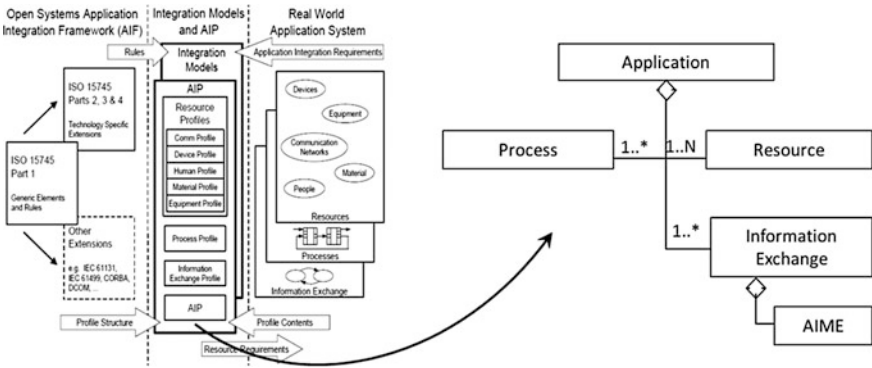 Open Systems Application
Integration Framework (AIF)
Integration Models
and AIP
Real World
Application System
Rules
Integration
Models
Application Integration Requirements
ISO 15745
Parts 2, 3 & 4
Technology Specific
Extensions
ISO 15745
Part 1
Generic Elements
and Rules
Other
Extensions
e.g. IEC 61131,
IEC 61499, CORBA,
DCOM, ...
AIP
Resource
Profiles
Comm Profile
Device Profile
Human Profile
Material Profile
Equipment Profile
Process Profile
Information
Exchange Profile
AIP
Devices
Equipment
Communication
Networks
Material
People
Resources
Processes
Information Exchange
Profile Structure
Profile Contents
Resource Requirements
Application
Process
1..*
1..N
Resource
1..*
Information
Exchange
AIME